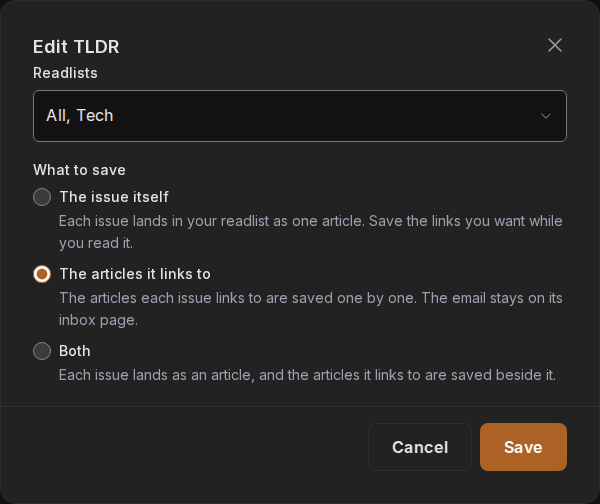 Edit TLDR
Readlists
All, Tech
What to save
The issue itself
Each issue lands in your readlist as one article. Save the links you want while
you read it.
The articles it links to
The articles each issue links to are saved one by one. The email stays on its
inbox page.
Both
Each issue lands as an article, and the articles it links to are saved beside it.
Cancel
Save